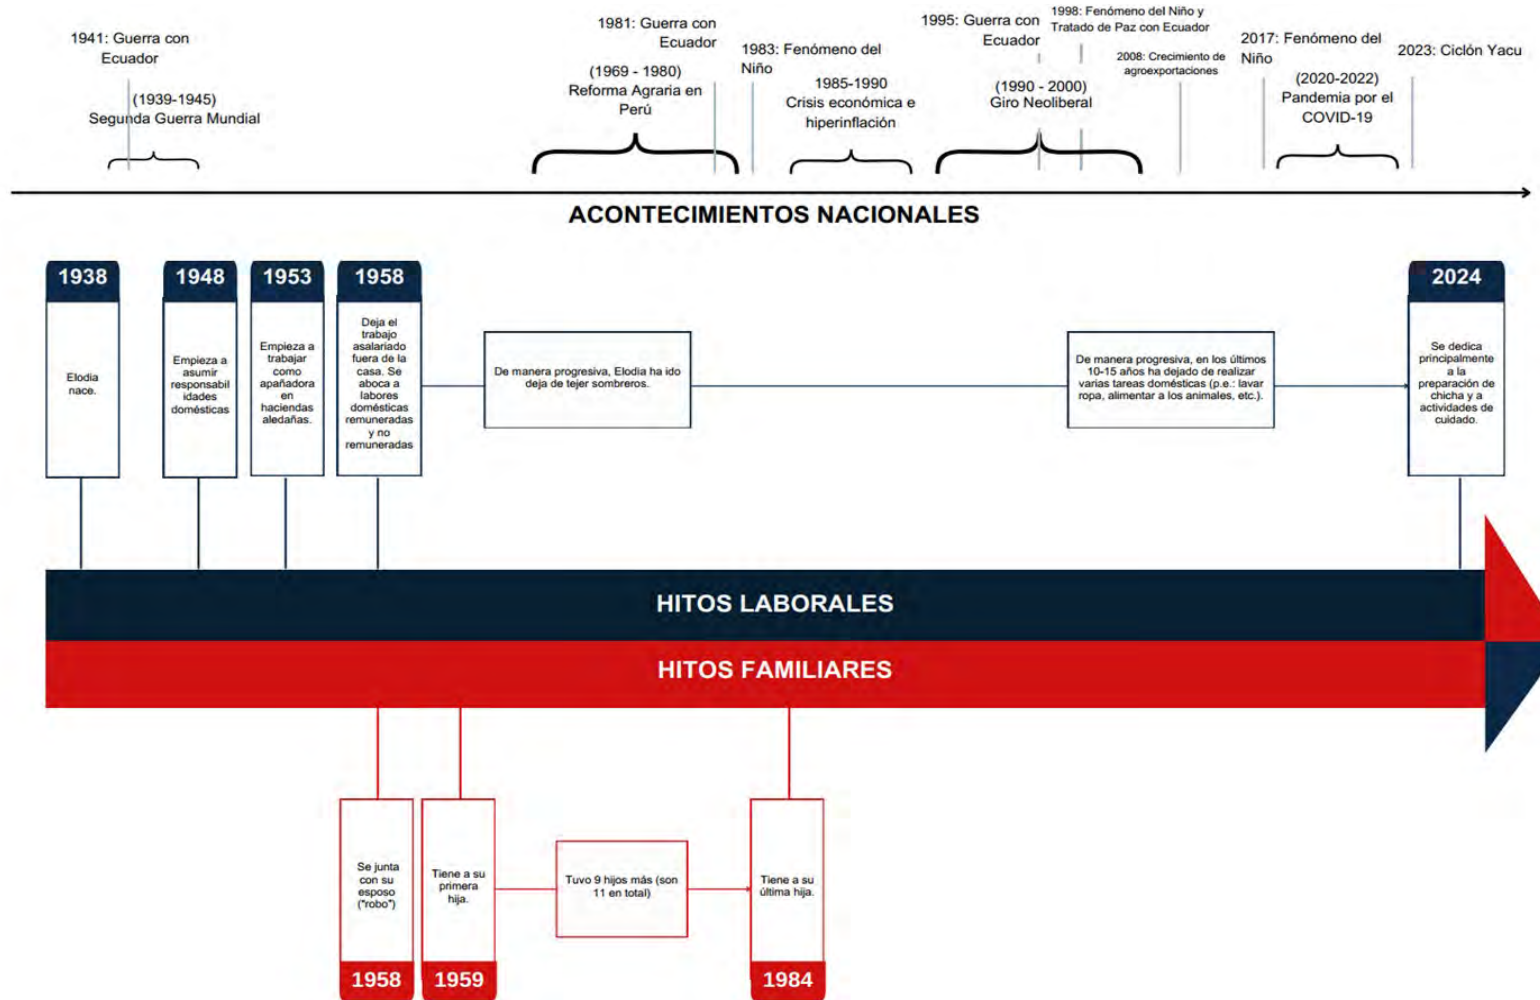 1941: Guerra con
Ecuador
(1939-1945)
Segunda Guerra Mundial
1981: Guerra con
Ecuador
(1969 - 1980)
Reforma Agraria en
Perú
1983: Fenómeno del
Niño
1985-1990
Crisis económica e
hiperinflación
1995: Guerra con
Ecuador
(1990 - 2000)
Giro Neoliberal
1998: Fenómeno del Niño y
Tratado de Paz con Ecuador
2008: Crecimiento de
agroexportaciones
2017: Fenómeno del
Niño
(2020-2022)
Pandemia por el
COVID-19
2023: Ciclón Yacu
ACONTECIMIENTOS NACIONALES
1938
Elodia
nace.
1948
Empieza a
asumir
responsabil
idades
domésticas
1953
Empieza a
trabajar
como
apañadora
en
haciendas
aledañas.
1958
Deja el
trabajo
asalariado
fuera de la
casa. Se
aboca a
labores
domésticas
remuneradas
y no
remuneradas
De manera progresiva, Elodia ha ido
deja de tejer sombreros.
De manera progresiva, en los últimos
10-15 años ha dejado de realizar
varias tareas domésticas (p.e.: lavar
ropa, alimentar a los animales, etc.).
2024
Se dedica
principalmente
a la
preparación de
chicha y a
actividades de
cuidado.
HITOS LABORALES
HITOS FAMILIARES
Se junta
con su
esposo
("robo")
1958
Tiene a su
primera
hija.
1959
Tuvo 9 hijos más (son
11 en total)
Tiene a su
última hija.
1984